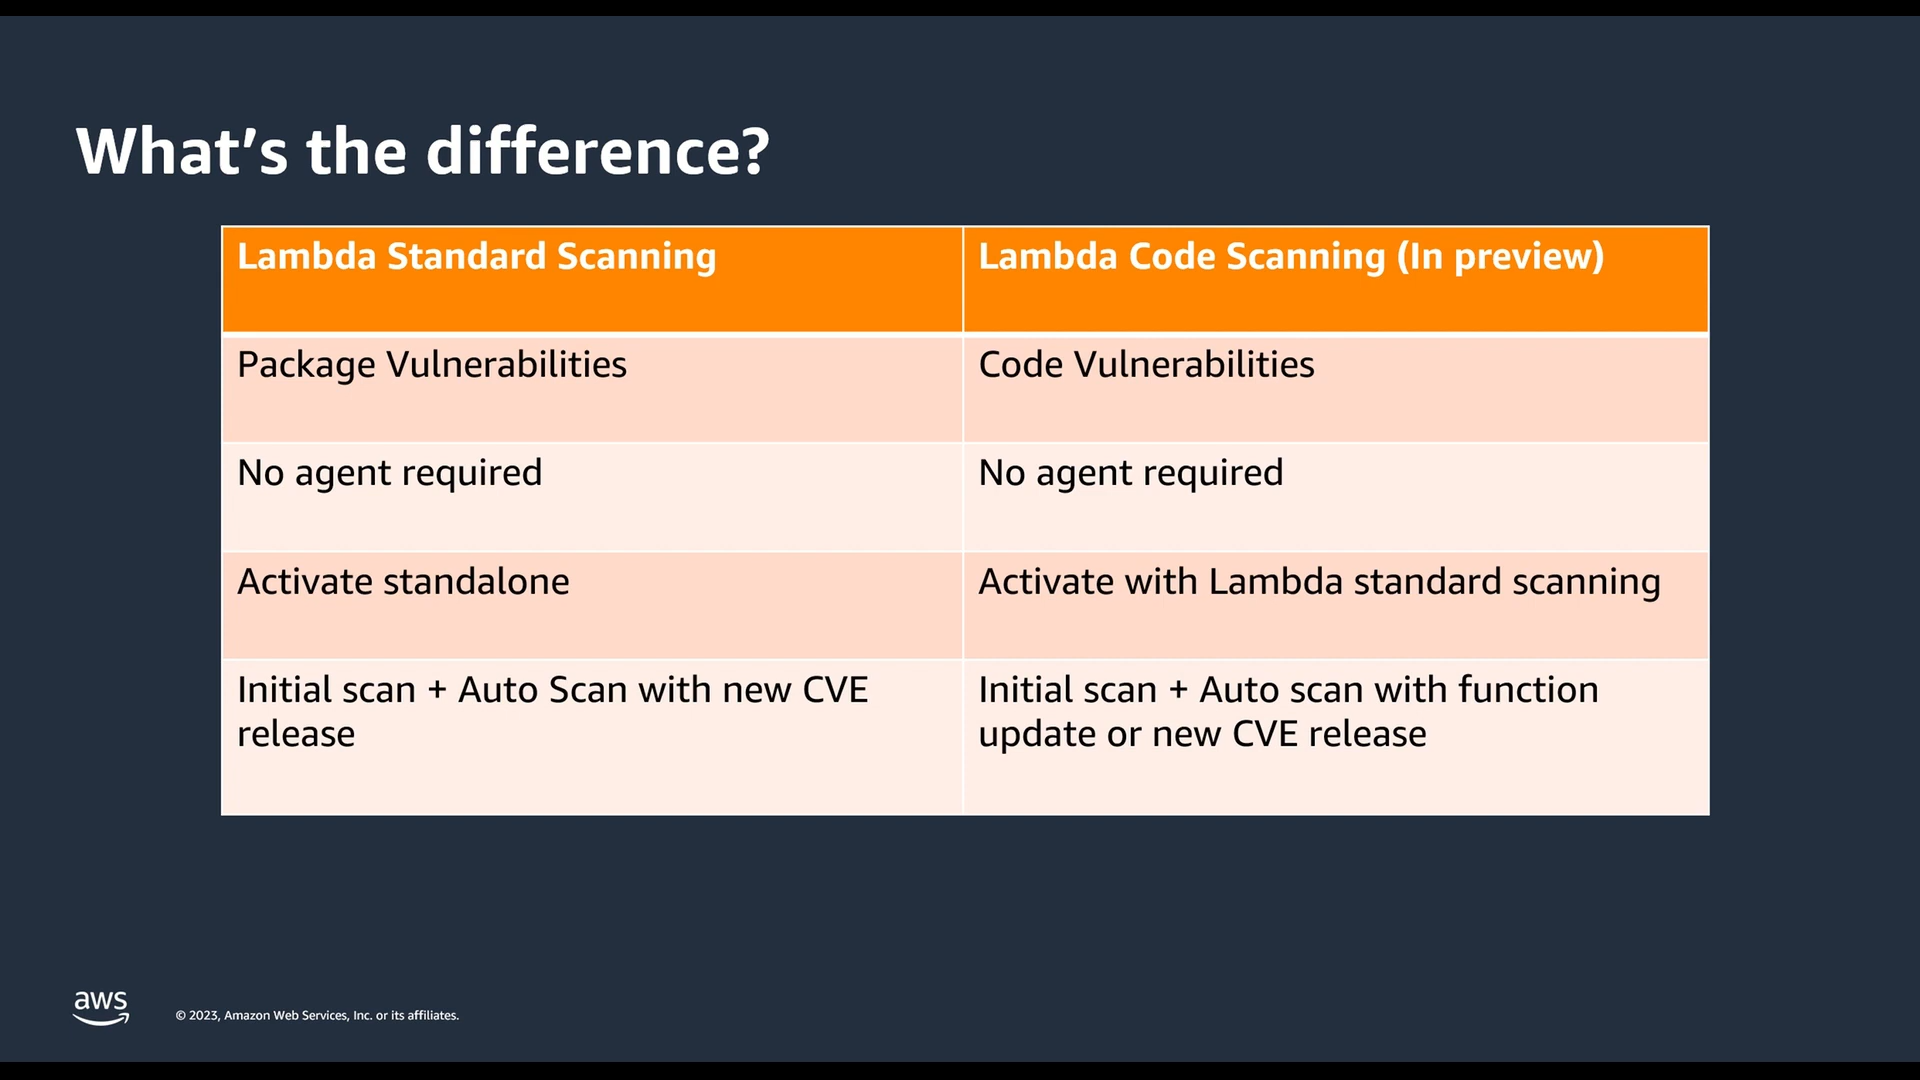 What’s the difference?
Lambda Standard Scanning
Lambda Code Scanning (In preview)
Package Vulnerabilities
Code Vulnerabilities
No agent required
No agent required
Activate standalone
Activate with Lambda standard scanning
Initial scan + Auto Scan with new CVE
release
Initial scan + Auto scan with function
update or new CVE release
aws
© 2023, Amazon Web Services, Inc. or its affiliates.